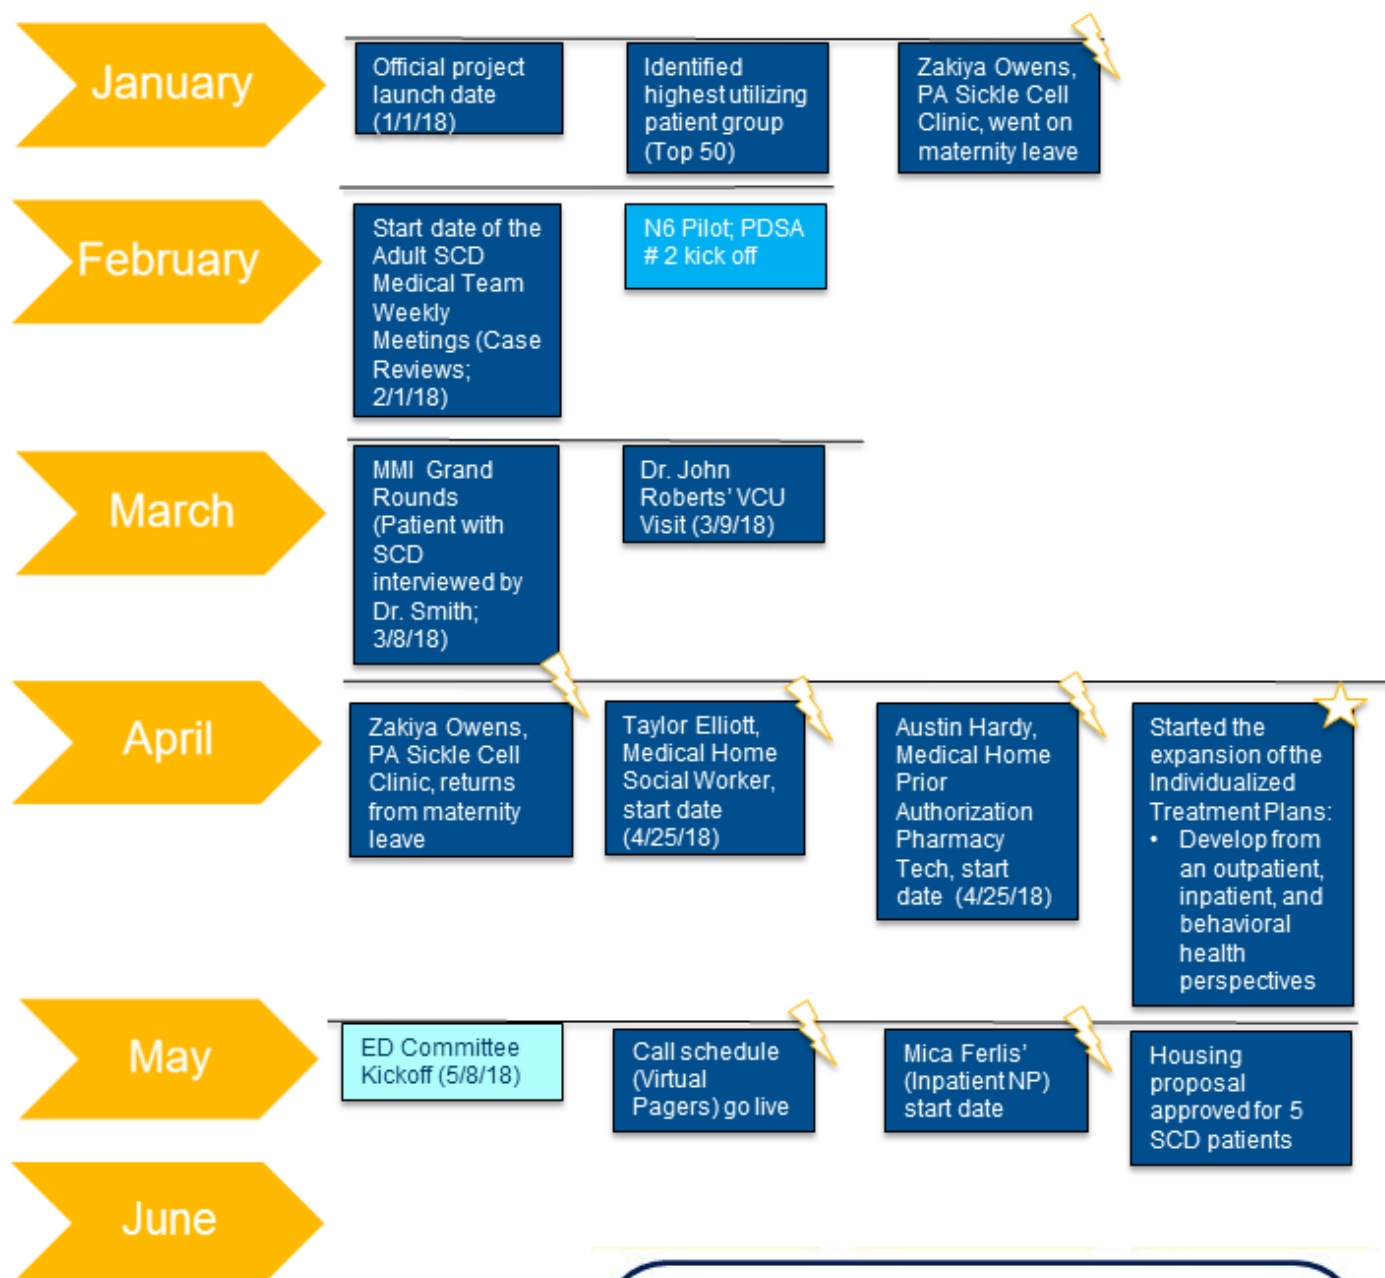 January
Official project
launch date
(1/1/18)
Identified
highest utilizing
patient group
(Top 50)
Zakiya Owens,
PA Sickle Cell
Clinic, went on
maternity leave
February
Start date of the
Adult SCD
Medical Team
Weekly
Meetings (Case
Reviews;
2/1/18)
N6 Pilot; PDSA
# 2 kick off
March
MMI Grand
Rounds
(Patient with
SCD
interviewed by
Dr. Smith;
3/8/18)
Dr. John
Roberts' VCU
Visit (3/9/18)
April
Zakiya Owens,
PA Sickle Cell
Clinic, returns
from maternity
leave
Taylor Elliott,
Medical Home
Social Worker,
start date
(4/25/18)
Austin Hardy,
Medical Home
Prior
Authorization
Pharmacy
Tech, start
date (4/25/18)
Started the
expansion of the
Individualized
Treatment Plans:
• Develop from
an outpatient,
inpatient, and
behavioral
health
perspectives
May
ED Committee
Kickoff (5/8/18)
Call schedule
(Virtual
Pagers) go live
Mica Ferlis'
(Inpatient NP)
start date
Housing
proposal
approved for 5
SCD patients
June